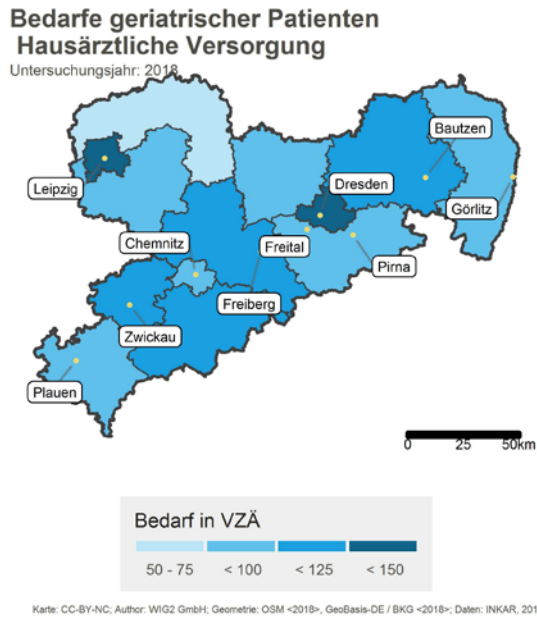 Bedarfe geriatrischer Patienten
Hausärztliche Versorgung
Untersuchungsjahr: 2018
Bautzen
Leipzig
Dresden
Görlitz
Chemnitz
Freital
Pirna
Freiberg
Zwickau
Plauen
0 25 50km
Bedarf in VZÄ
50 - 75 < 100 < 125 < 150
Karte: CC-BY-NC; Author: WIG2 GmbH; Geometrie: OSM <2018>, GeoBasis-DE / BKG <2018>; Daten: INKAR, 201